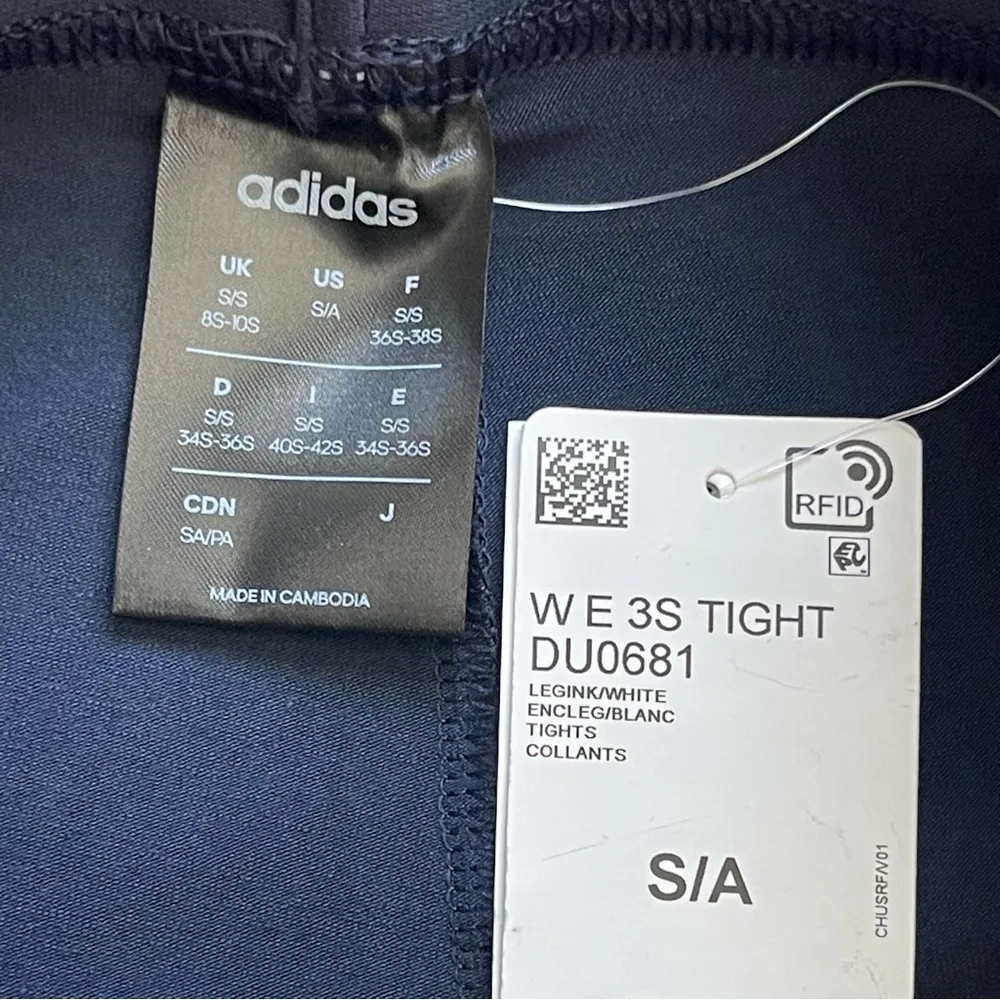 adidas
UK US F
S/S S/A S/S
8S-10S 36S-38S
D I E
S/S S/S S/S
34S-36S 40S-42S 34S-36S
CDN J
SA/PA
MADE IN CAMBODIA
RFID
EPC
W E 3S TIGHT
DU0681
LEGINK/WHITE
ENCLEG/BLANC
TIGHTS
COLLANTS
S/A
CHUSRFA/01